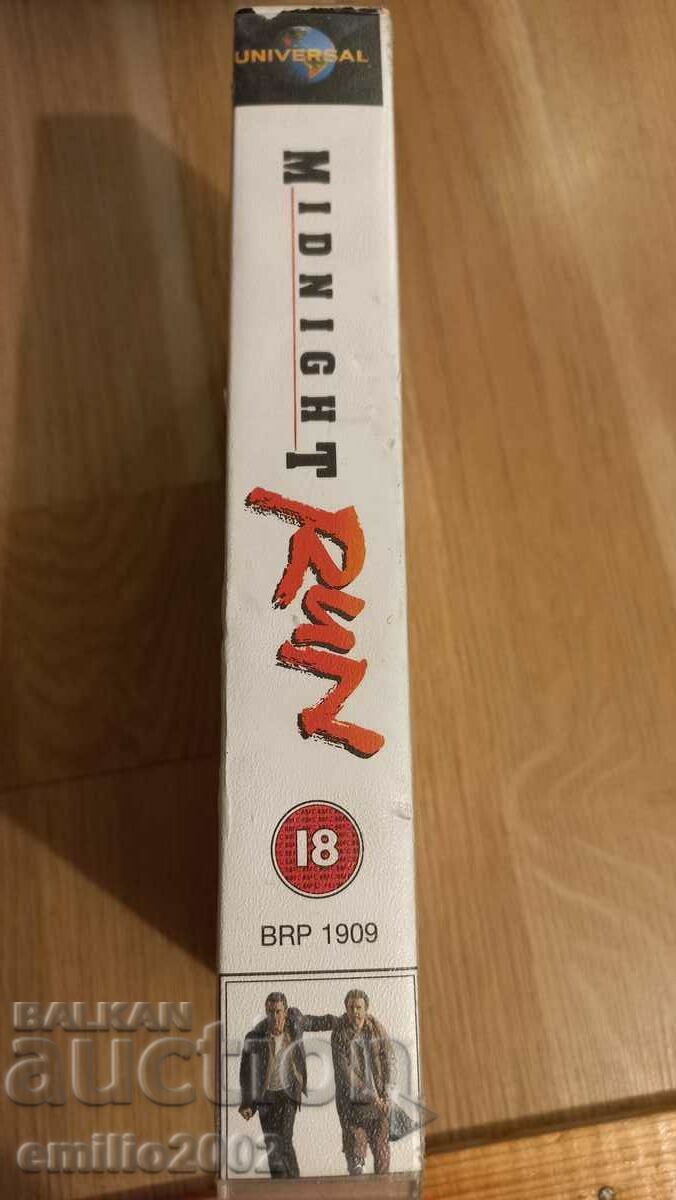 UNIVERSAL
MIDNIGHT
RUN
18
BRP 1909
BALKAN
auction
emilio2002